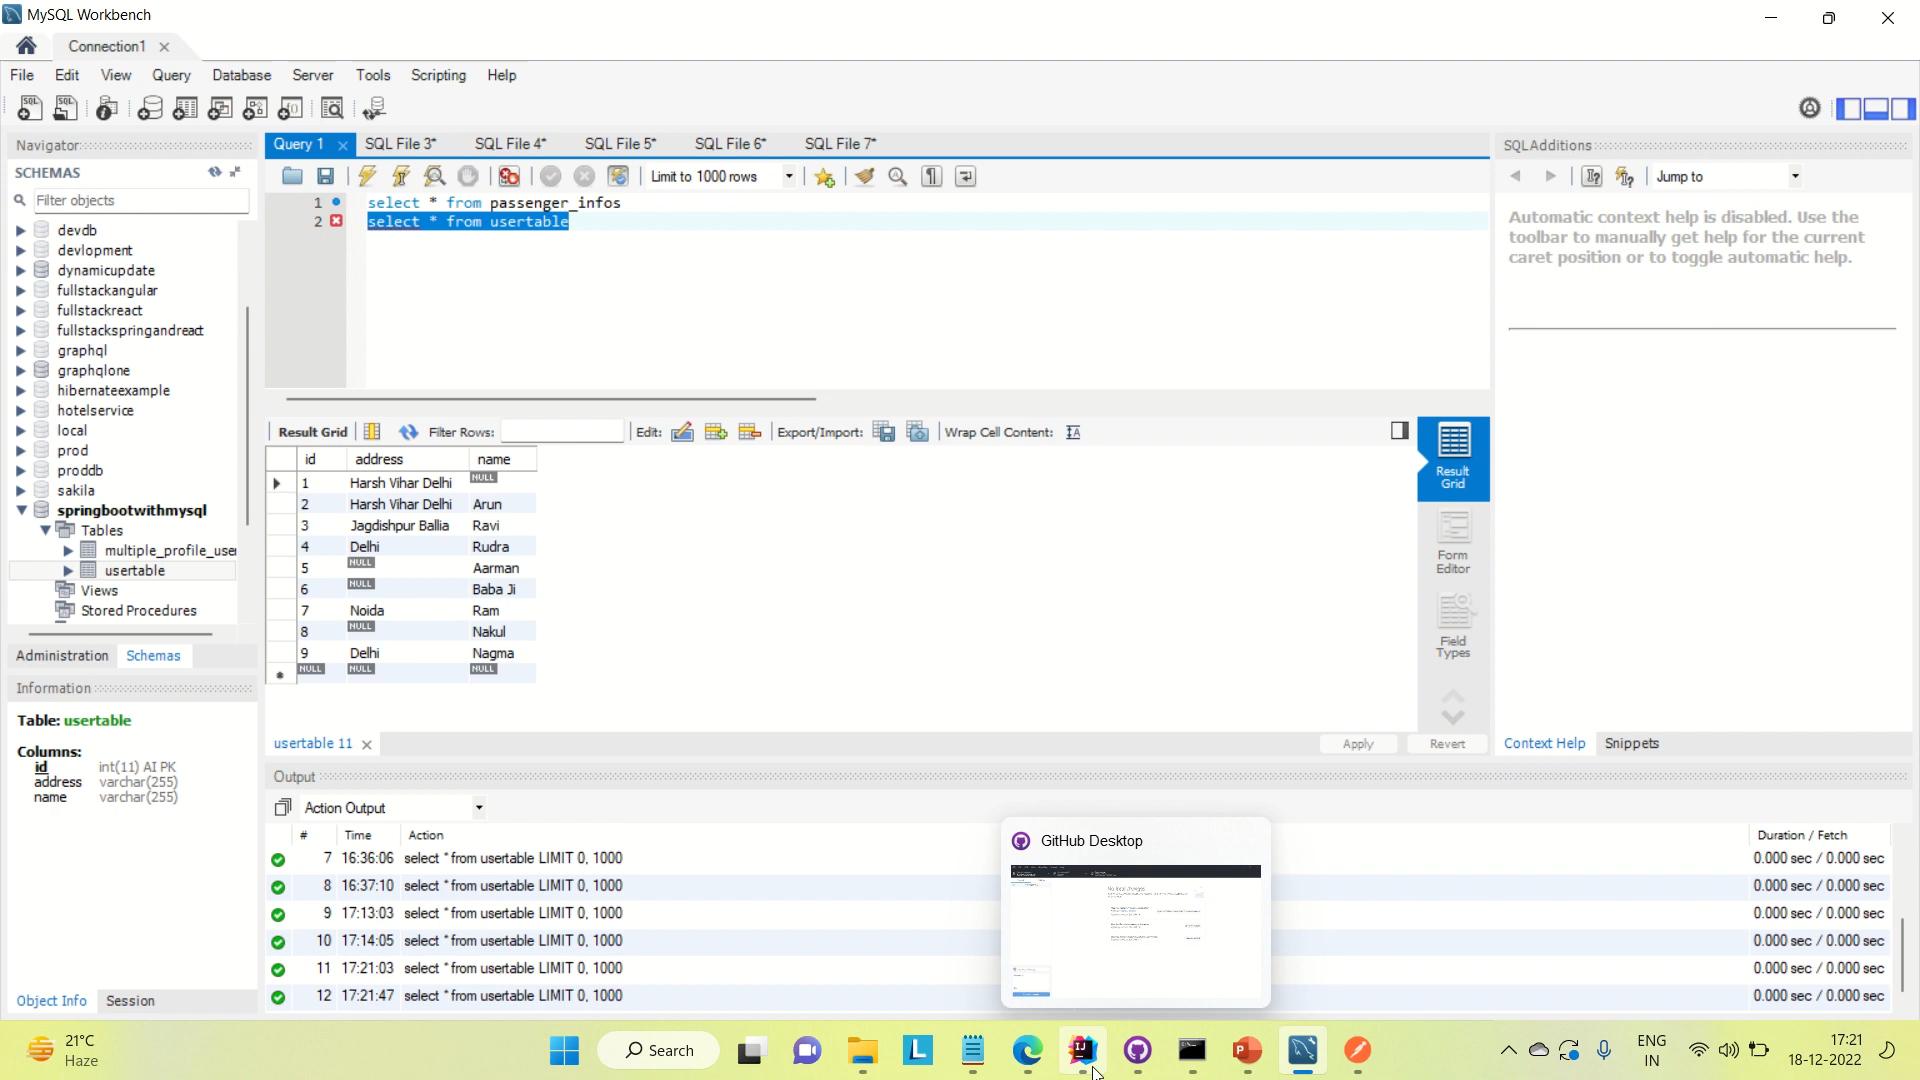 MySQL Workbench
Connection1
File Edit View Query Database Server Tools Scripting Help
Navigator
SCHEMAS
Filter objects
devdb
devlopment
dynamicupdate
fullstackangular
fullstackreact
fullstackspringandreact
graphql
graphqlone
hibernateexample
hotelservice
local
prod
proddb
sakila
springbootwithmysql
Tables
multiple_profile_user
usertable
Views
Stored Procedures
Administration Schemas
Information
Table: usertable
Columns:
id int(11) AI PK
address varchar(255)
name varchar(255)
Object Info Session
Query 1 SQL File 3* SQL File 4* SQL File 5* SQL File 6* SQL File 7*
Limit to 1000 rows
1 select * from passenger_infos
2 select * from usertable
Result Grid Filter Rows: Edit: Export/Import: Wrap Cell Content:
id address name
1 Harsh Vihar Delhi NULL
2 Harsh Vihar Delhi Arun
3 Jagdishpur Ballia Ravi
4 Delhi Rudra
5 NULL Aarman
6 NULL Baba Ji
7 Noida Ram
8 NULL Nakul
9 Delhi Nagma
NULL NULL NULL
Result Grid
Form Editor
Field Types
usertable 11
Apply Revert
SQLAdditions
Jump to
Automatic context help is disabled. Use the
toolbar to manually get help for the current
caret position or to toggle automatic help.
Context Help Snippets
Output
Action Output
# Time Action Duration / Fetch
7 16:36:06 select * from usertable LIMIT 0, 1000 0.000 sec / 0.000 sec
8 16:37:10 select * from usertable LIMIT 0, 1000 0.000 sec / 0.000 sec
9 17:13:03 select * from usertable LIMIT 0, 1000 0.000 sec / 0.000 sec
10 17:14:05 select * from usertable LIMIT 0, 1000 0.000 sec / 0.000 sec
11 17:21:03 select * from usertable LIMIT 0, 1000 0.000 sec / 0.000 sec
12 17:21:47 select * from usertable LIMIT 0, 1000 0.000 sec / 0.000 sec
GitHub Desktop
No local changes
21°C
Haze
Search
ENG
IN
17:21
18-12-2022